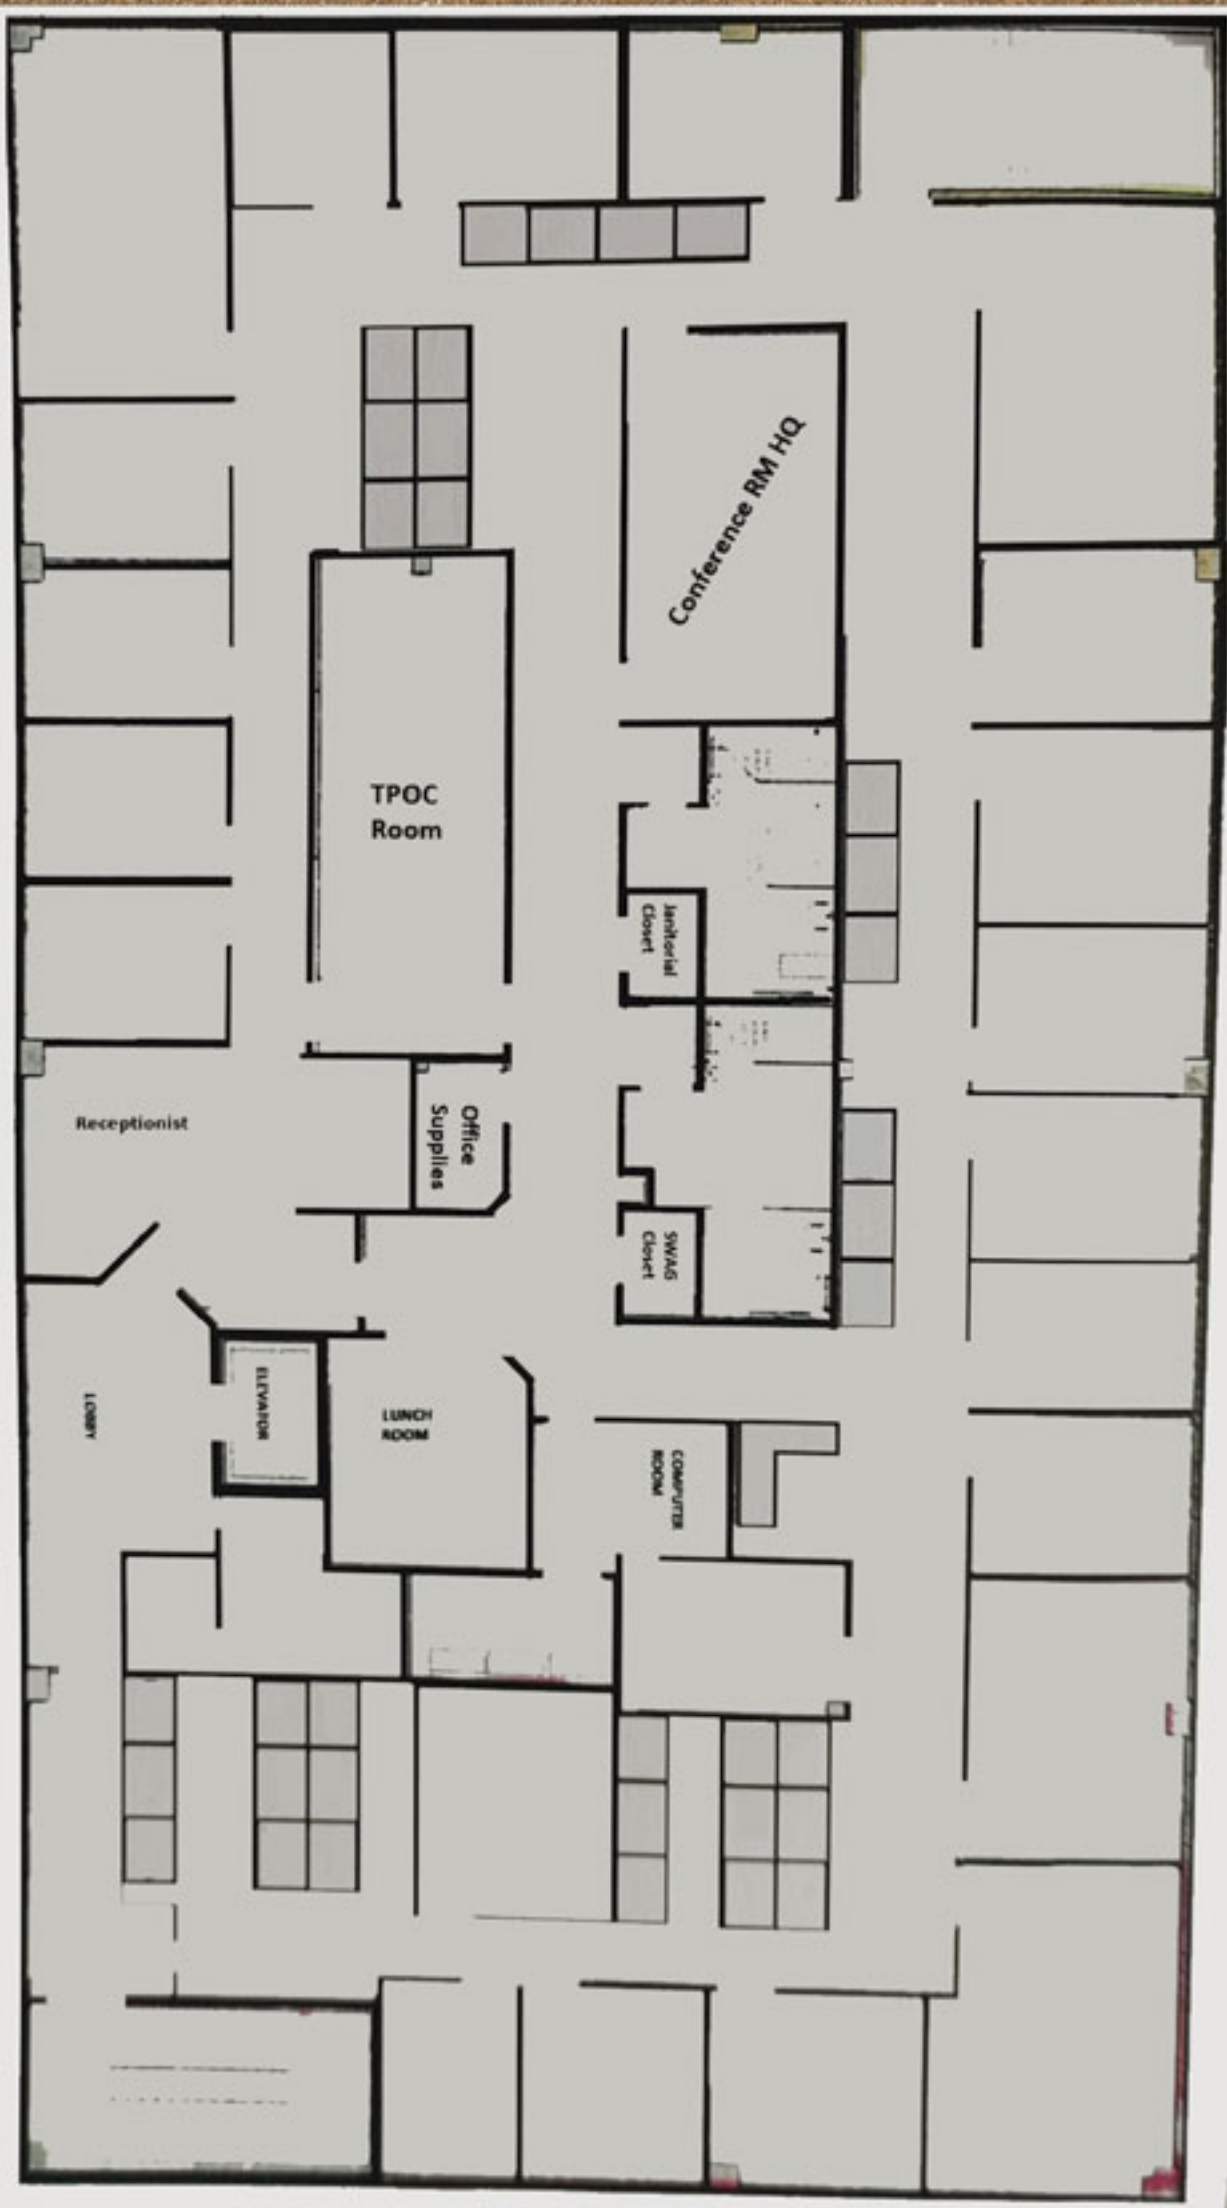 Conference RM HQ
TPOC
Room
Janitorial
Closet
Receptionist
Office
Supplies
SWAG
Closet
ELEVATOR
LOBBY
LUNCH
ROOM
COMPUTER
ROOM